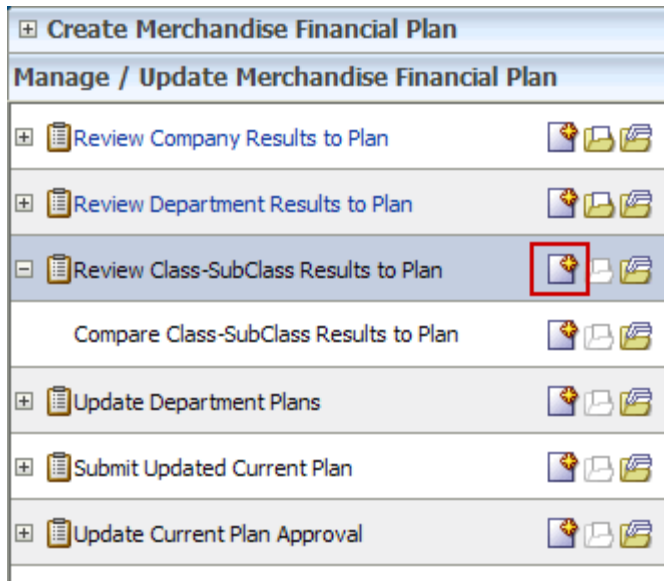 Create Merchandise Financial Plan
Manage / Update Merchandise Financial Plan
Review Company Results to Plan
Review Department Results to Plan
Review Class-SubClass Results to Plan
Compare Class-SubClass Results to Plan
Update Department Plans
Submit Updated Current Plan
Update Current Plan Approval